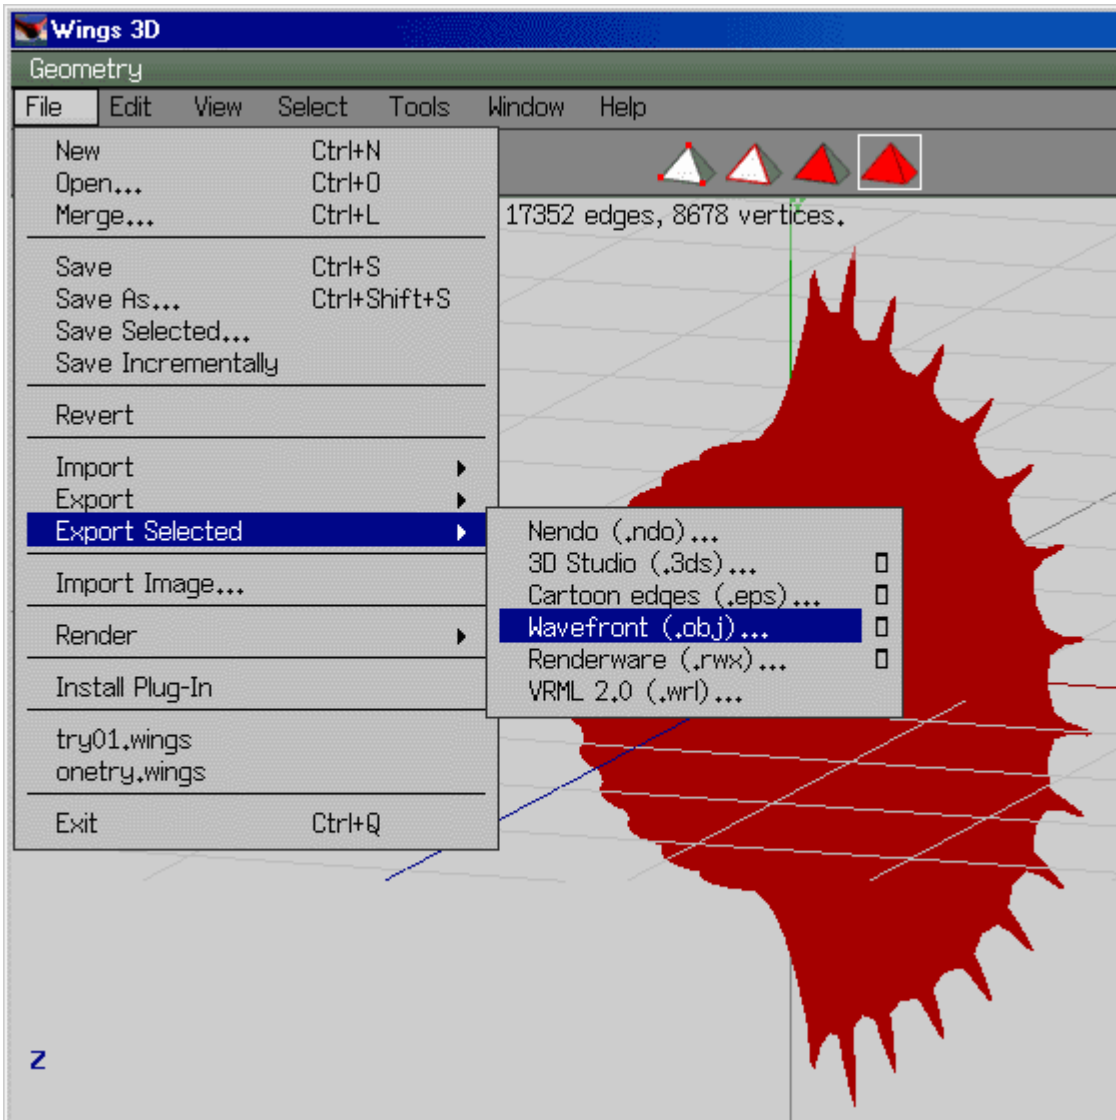 Wings 3D
Geometry
File Edit View Select Tools Window Help
New Ctrl+N
Open... Ctrl+O
Merge... Ctrl+L
17352 edges, 8678 vertices.
Save Ctrl+S
Save As... Ctrl+Shift+S
Save Selected...
Save Incrementally
Revert
Import
Export
Export Selected
Nendo (.ndo)...
3D Studio (.3ds)...
Cartoon edges (.eps)...
Wavefront (.obj)...
Renderware (.rwx)...
VRML 2.0 (.wrl)...
Import Image...
Render
Install Plug-In
try01.wings
onetry.wings
Exit Ctrl+Q
Z